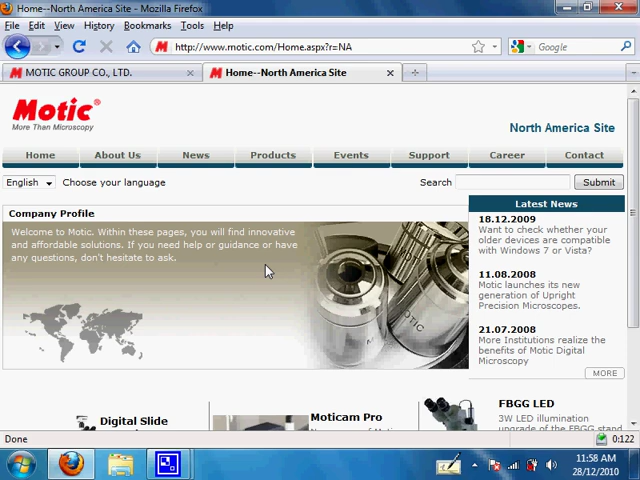 Home--North America Site - Mozilla Firefox
File Edit View History Bookmarks Tools Help
http://www.motic.com/Home.aspx?r=NA
Google
MOTIC GROUP CO., LTD.
Home--North America Site
Motic®
More Than Microscopy
North America Site
Home About Us News Products Events Support Career Contact
English Choose your language
Search Submit
Company Profile
Welcome to Motic. Within these pages, you will find innovative
and affordable solutions. If you need help or guidance or have
any questions, don't hesitate to ask.
MOTIC
Latest News
18.12.2009
Want to check whether
your older devices are compatible
with Windows 7 or Vista?
11.08.2008
Motic launches its new
generation of Upright
Precision Microscopes.
21.07.2008
More Institutions realize the
benefits of Motic Digital
Microscopy
MORE
Digital Slide
Moticam Pro
FBGG LED
3W LED illumination
upgrade of the FBGG stand
Done
0:122
11:58 AM
28/12/2010